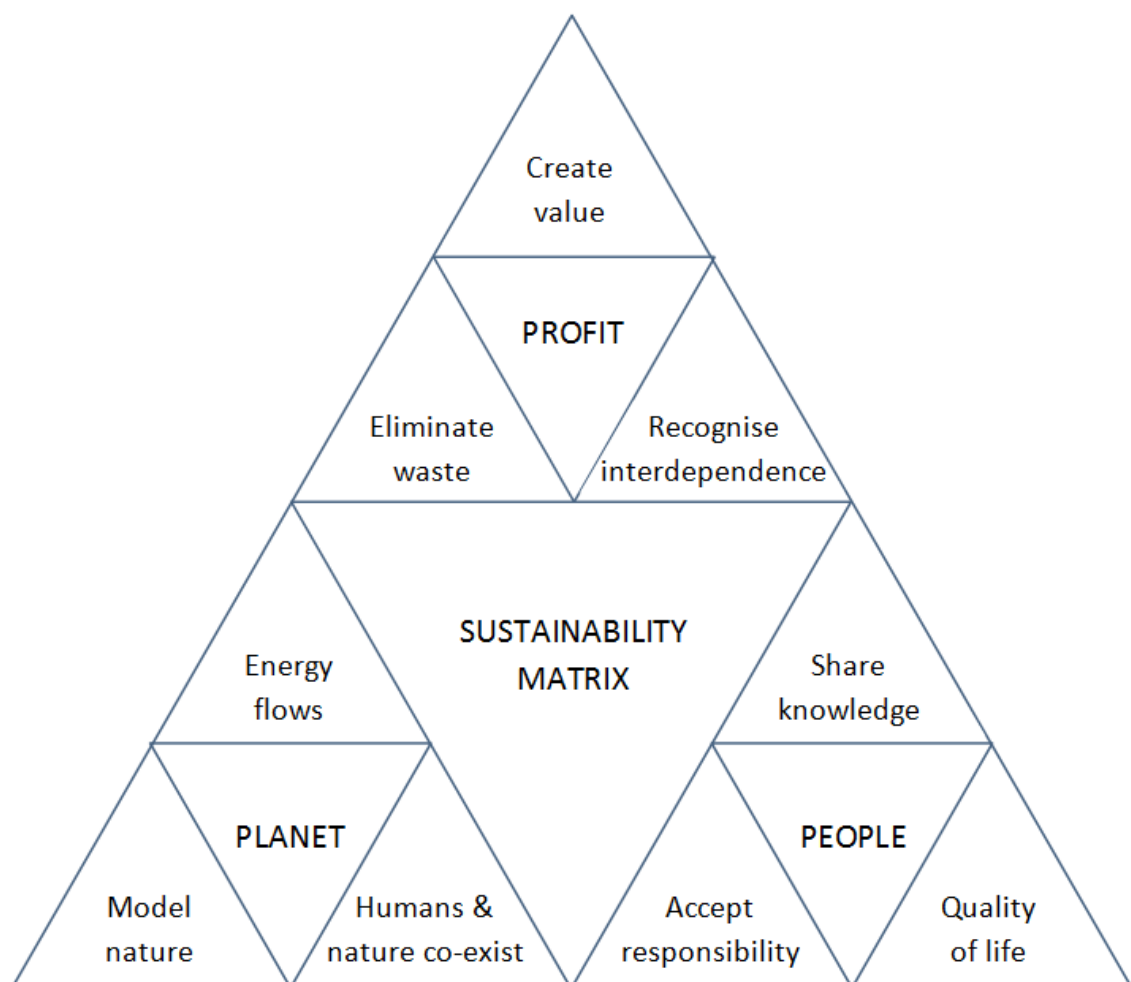 Create
value
PROFIT
Eliminate
waste
Recognise
interdependence
SUSTAINABILITY
MATRIX
Energy
flows
Share
knowledge
PLANET
PEOPLE
Model
nature
Humans &
nature co-exist
Accept
responsibility
Quality
of life